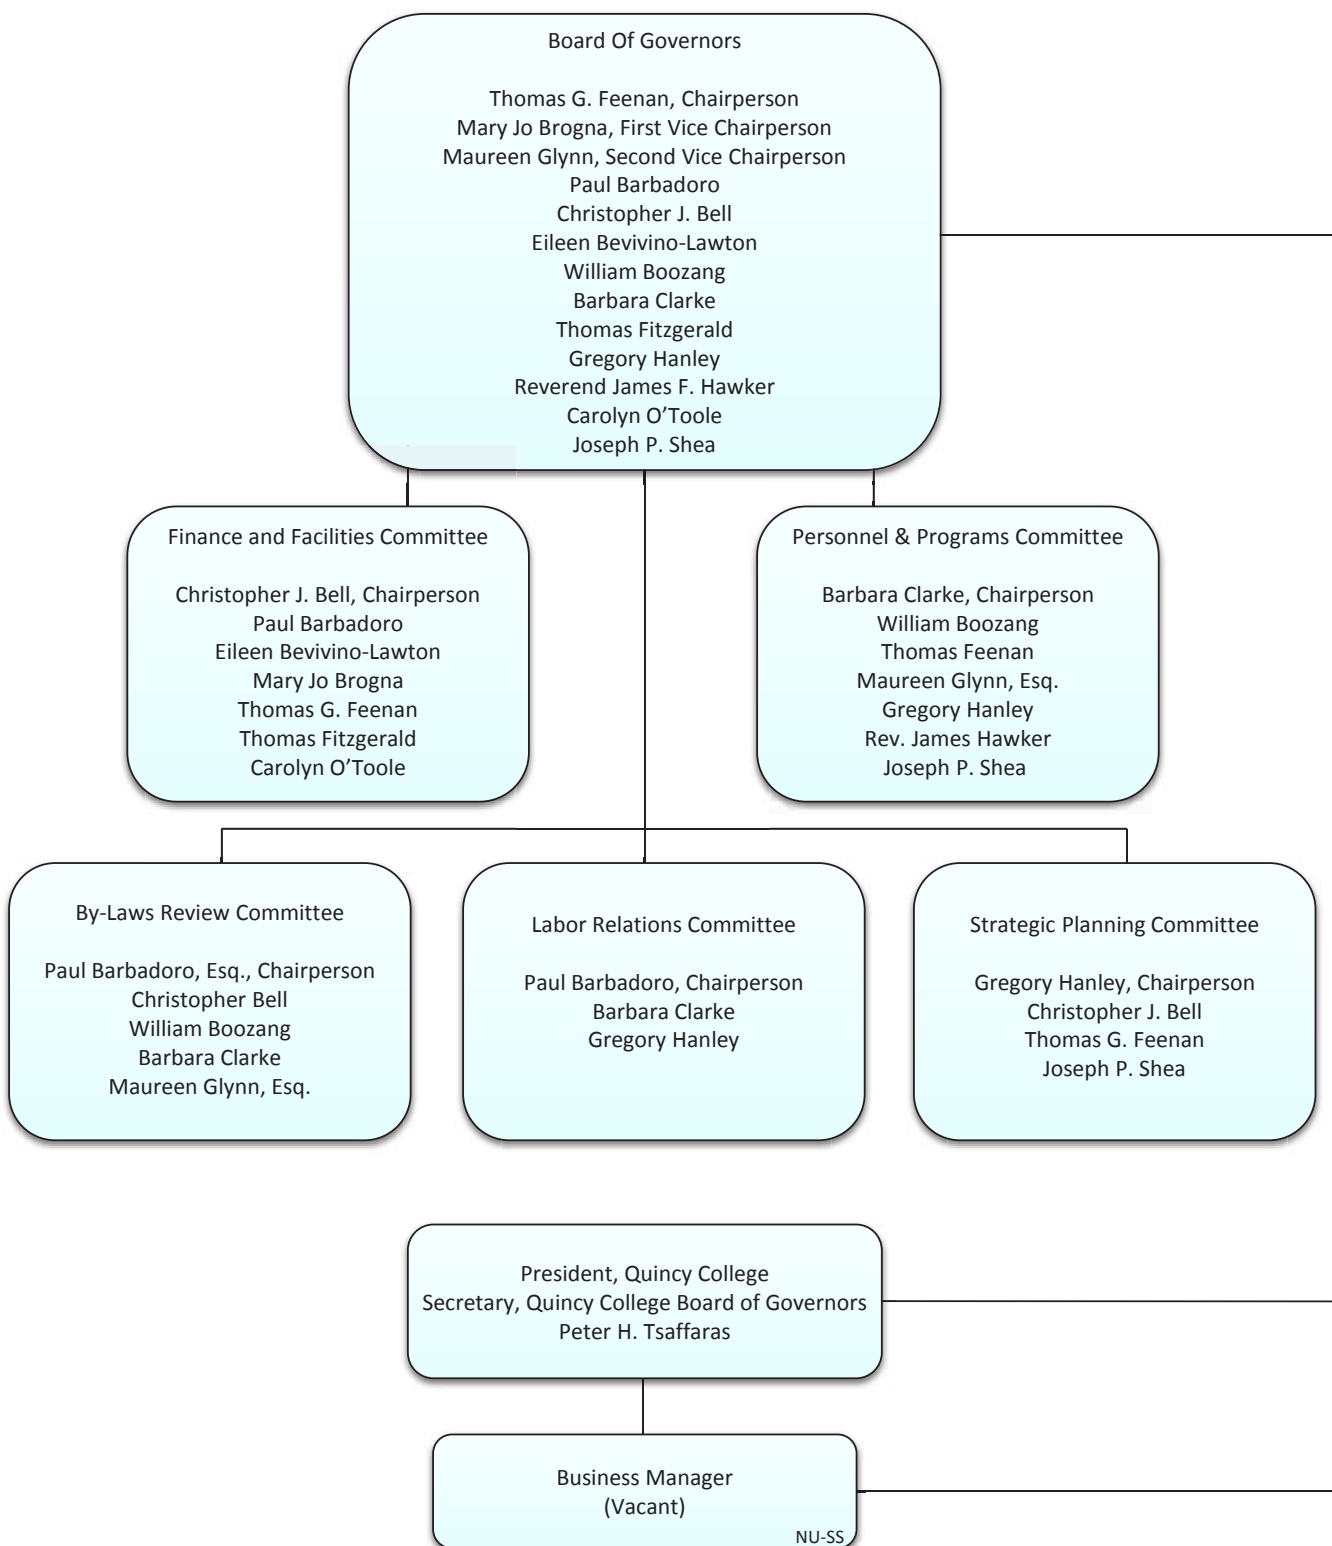 Board Of Governors
Thomas G. Feenan, Chairperson
Mary Jo Brogna, First Vice Chairperson
Maureen Glynn, Second Vice Chairperson
Paul Barbadoro
Christopher J. Bell
Eileen Bevivino-Lawton
William Boozang
Barbara Clarke
Thomas Fitzgerald
Gregory Hanley
Reverend James F. Hawker
Carolyn O’Toole
Joseph P. Shea
Finance and Facilities Committee
Christopher J. Bell, Chairperson
Paul Barbadoro
Eileen Bevivino-Lawton
Mary Jo Brogna
Thomas G. Feenan
Thomas Fitzgerald
Carolyn O’Toole
Personnel & Programs Committee
Barbara Clarke, Chairperson
William Boozang
Thomas Feenan
Maureen Glynn, Esq.
Gregory Hanley
Rev. James Hawker
Joseph P. Shea
By-Laws Review Committee
Paul Barbadoro, Esq., Chairperson
Christopher Bell
William Boozang
Barbara Clarke
Maureen Glynn, Esq.
Labor Relations Committee
Paul Barbadoro, Chairperson
Barbara Clarke
Gregory Hanley
Strategic Planning Committee
Gregory Hanley, Chairperson
Christopher J. Bell
Thomas G. Feenan
Joseph P. Shea
President, Quincy College
Secretary, Quincy College Board of Governors
Peter H. Tsaffaras
Business Manager
(Vacant)
NU-SS